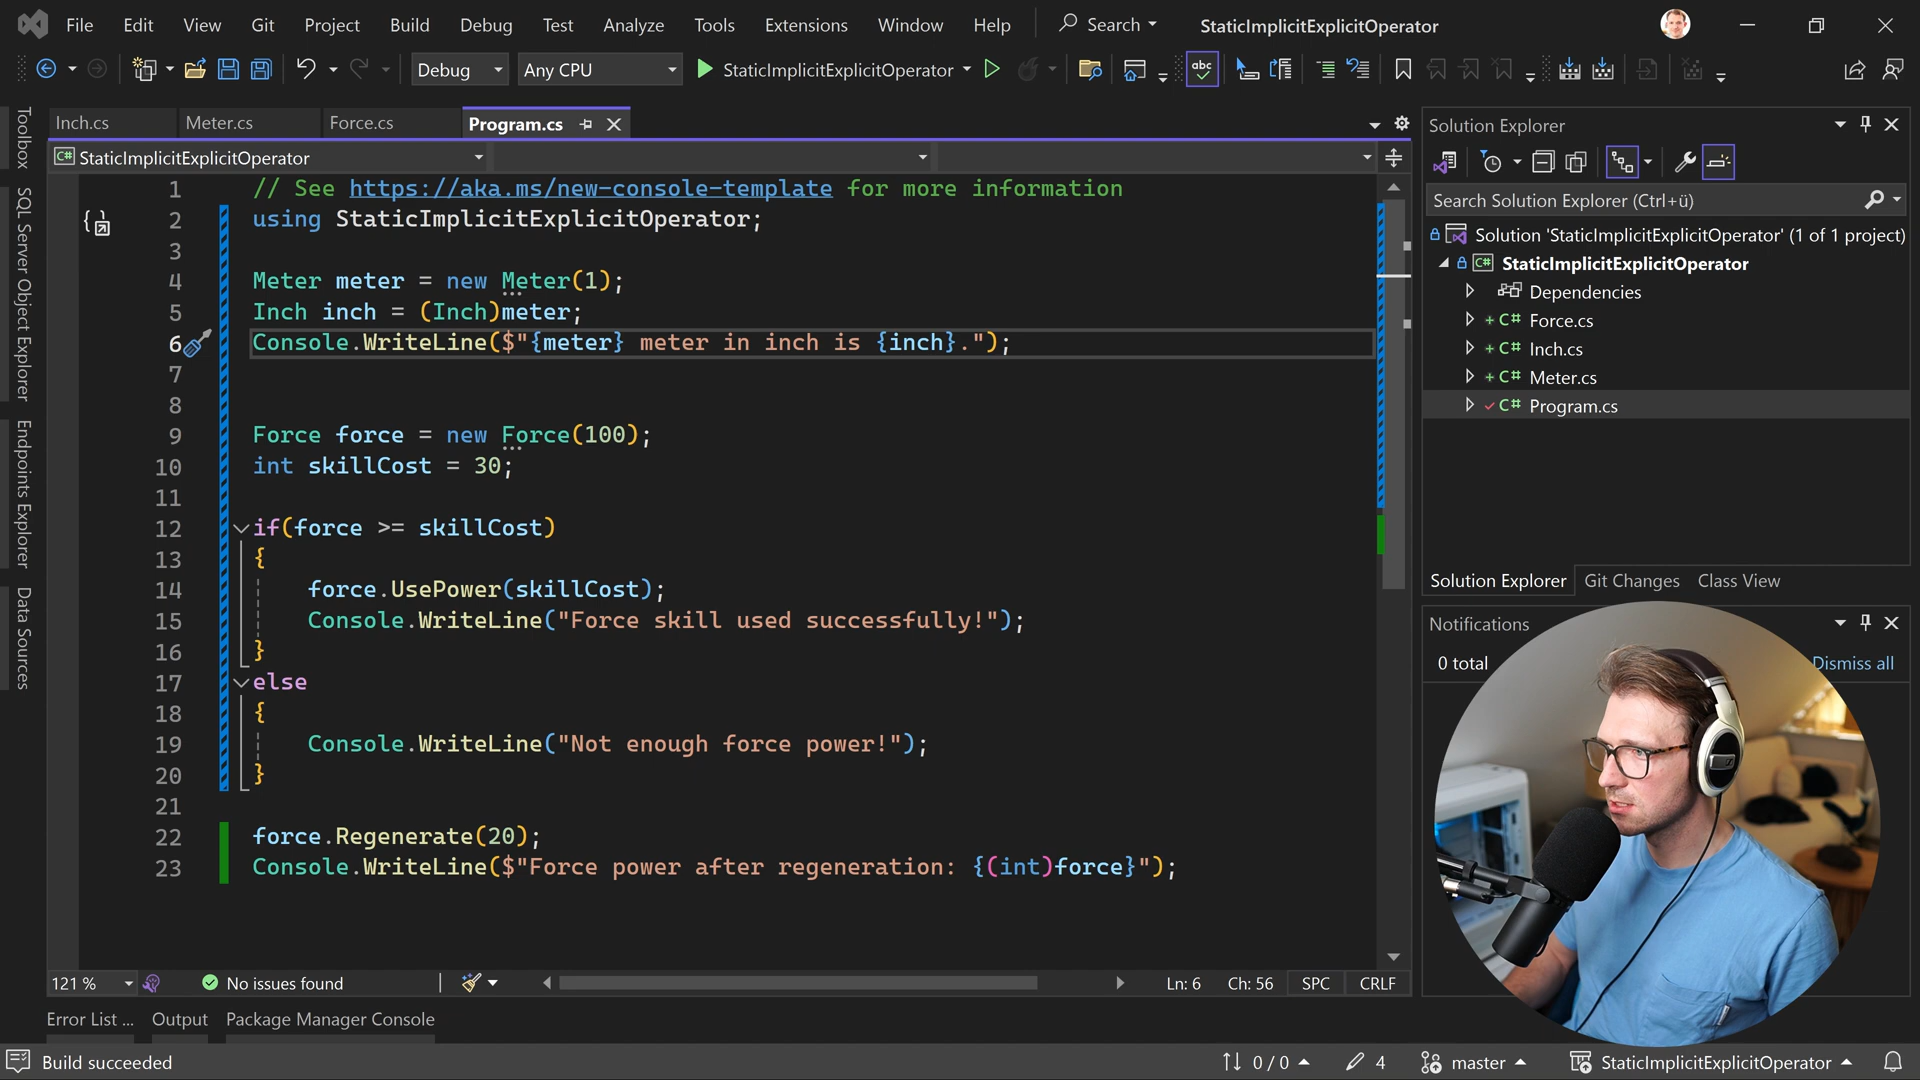 File Edit View Git Project Build Debug Test Analyze Tools Extensions Window Help Search StaticImplicitExplicitOperator
Debug Any CPU StaticImplicitExplicitOperator abc
Toolbox
SQL Server Object Explorer
Endpoints Explorer
Data Sources
Inch.cs Meter.cs Force.cs Program.cs
C# StaticImplicitExplicitOperator
1 // See https://aka.ms/new-console-template for more information
2 using StaticImplicitExplicitOperator;
3
4 Meter meter = new Meter(1);
5 Inch inch = (Inch)meter;
6 Console.WriteLine($"{meter} meter in inch is {inch}.");
7
8
9 Force force = new Force(100);
10 int skillCost = 30;
11
12 if(force >= skillCost)
13 {
14 force.UsePower(skillCost);
15 Console.WriteLine("Force skill used successfully!");
16 }
17 else
18 {
19 Console.WriteLine("Not enough force power!");
20 }
21
22 force.Regenerate(20);
23 Console.WriteLine($"Force power after regeneration: {(int)force}");
121 % No issues found Ln: 6 Ch: 56 SPC CRLF
Error List ... Output Package Manager Console
Solution Explorer
Search Solution Explorer (Ctrl+ü)
Solution 'StaticImplicitExplicitOperator' (1 of 1 project)
C# StaticImplicitExplicitOperator
Dependencies
+ C# Force.cs
+ C# Inch.cs
+ C# Meter.cs
C# Program.cs
Solution Explorer Git Changes Class View
Notifications
0 total Dismiss all
Build succeeded 0 / 0 4 master StaticImplicitExplicitOperator